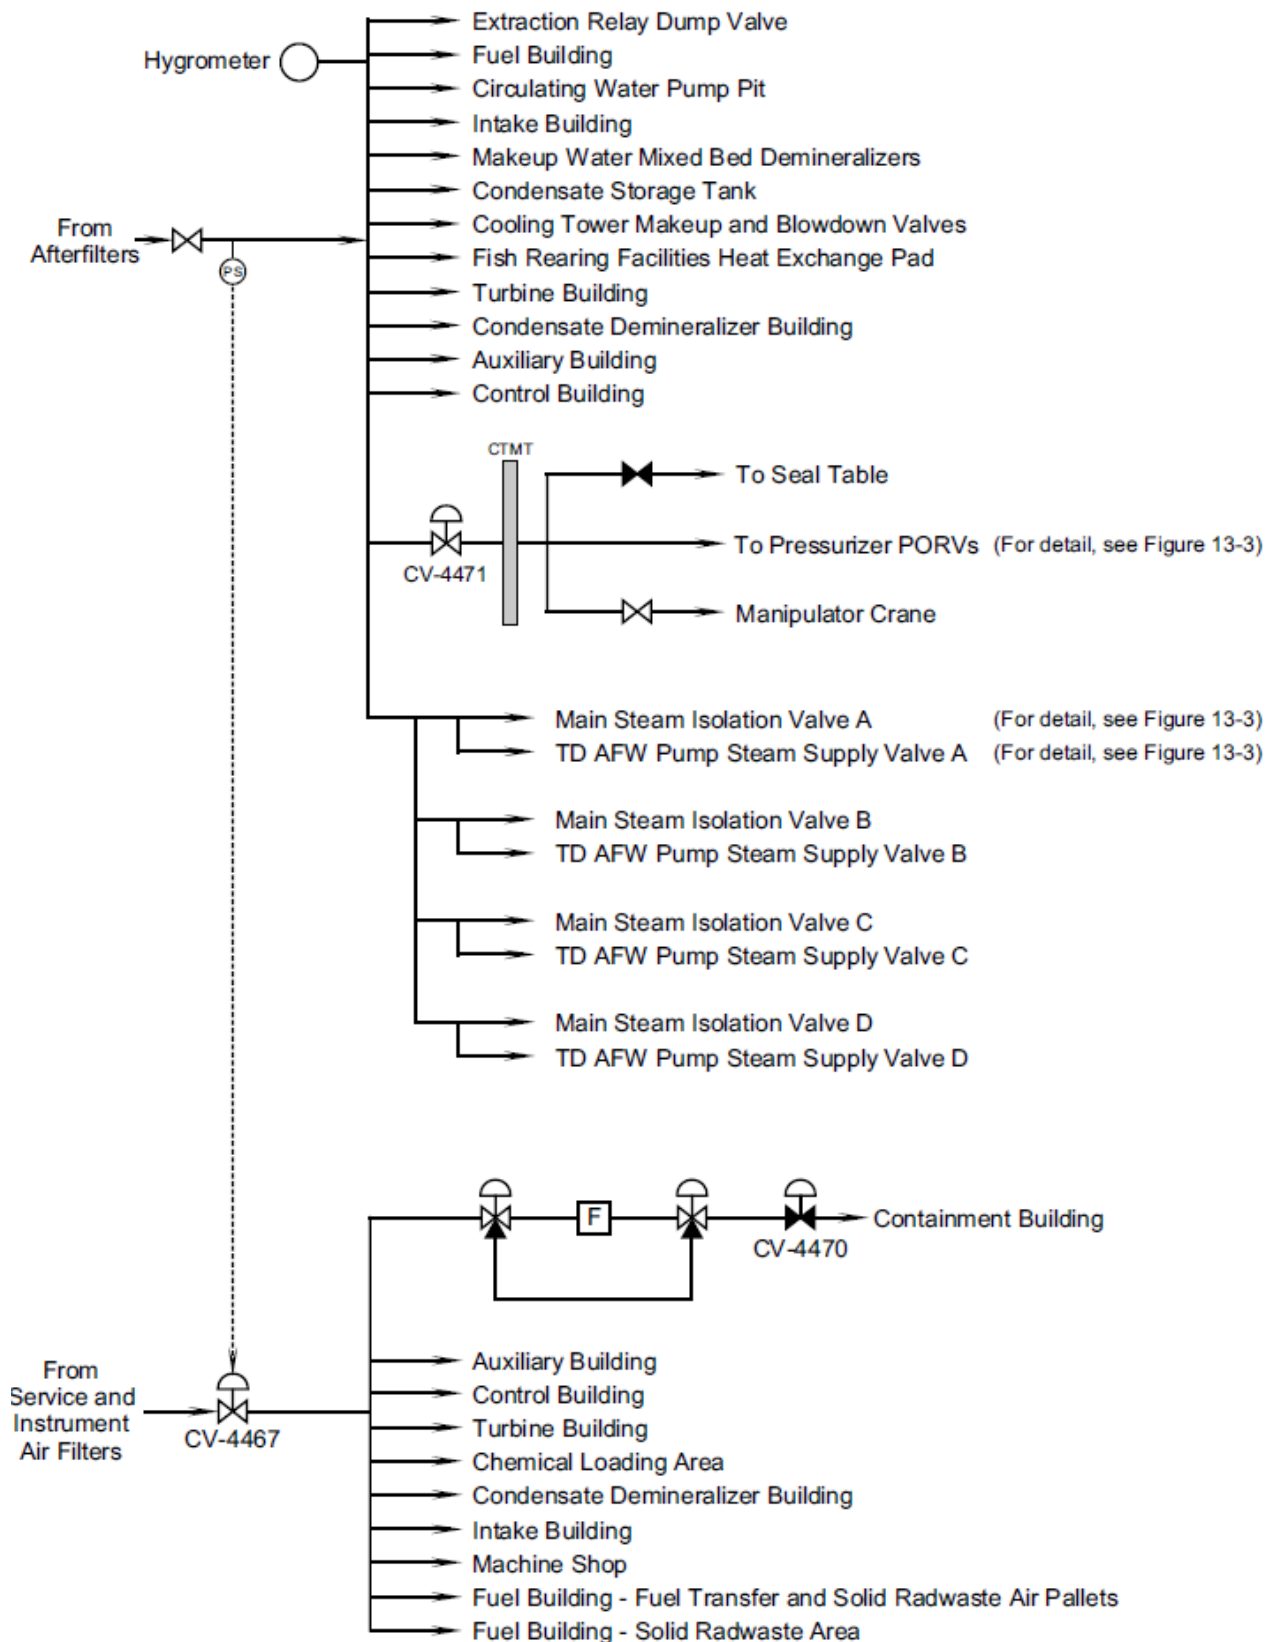 Extraction Relay Dump Valve
Hygrometer
Fuel Building
Circulating Water Pump Pit
Intake Building
Makeup Water Mixed Bed Demineralizers
Condensate Storage Tank
From
Afterfilters
PS
Cooling Tower Makeup and Blowdown Valves
Fish Rearing Facilities Heat Exchange Pad
Turbine Building
Condensate Demineralizer Building
Auxiliary Building
Control Building
CTMT
To Seal Table
CV-4471
To Pressurizer PORVs (For detail, see Figure 13-3)
Manipulator Crane
Main Steam Isolation Valve A (For detail, see Figure 13-3)
TD AFW Pump Steam Supply Valve A (For detail, see Figure 13-3)
Main Steam Isolation Valve B
TD AFW Pump Steam Supply Valve B
Main Steam Isolation Valve C
TD AFW Pump Steam Supply Valve C
Main Steam Isolation Valve D
TD AFW Pump Steam Supply Valve D
F
Containment Building
CV-4470
From
Service and
Instrument
Air Filters
CV-4467
Auxiliary Building
Control Building
Turbine Building
Chemical Loading Area
Condensate Demineralizer Building
Intake Building
Machine Shop
Fuel Building - Fuel Transfer and Solid Radwaste Air Pallets
Fuel Building - Solid Radwaste Area